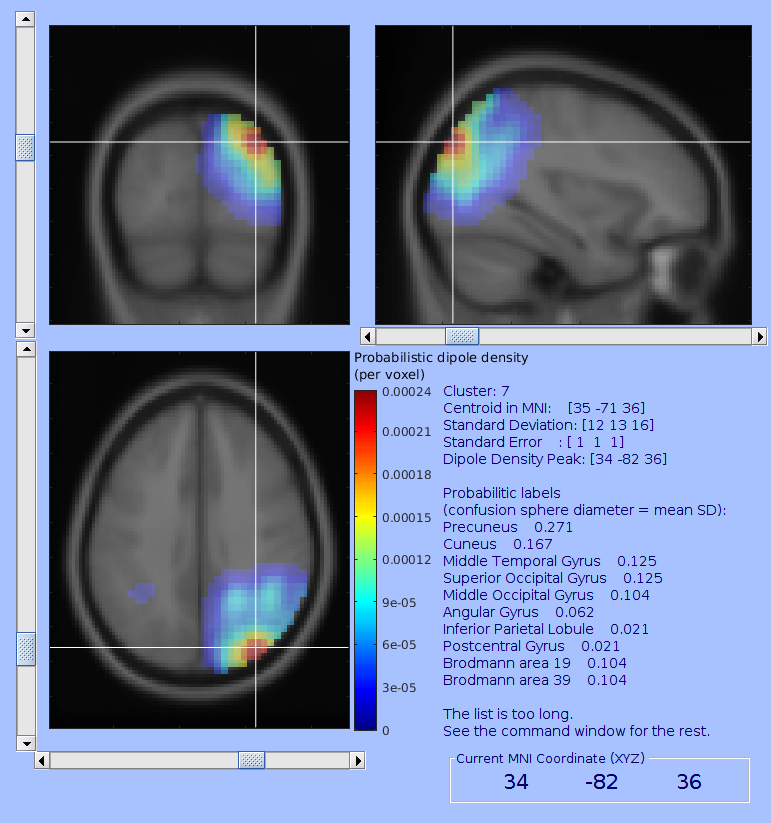 Probabilistic dipole density
(per voxel)
0.00024
0.00021
0.00018
0.00015
0.00012
9e-05
6e-05
3e-05
0
Cluster: 7
Centroid in MNI: [35 -71 36]
Standard Deviation: [12 13 16]
Standard Error : [ 1 1 1]
Dipole Density Peak: [34 -82 36]
Probabilitic labels
(confusion sphere diameter = mean SD):
Precuneus 0.271
Cuneus 0.167
Middle Temporal Gyrus 0.125
Superior Occipital Gyrus 0.125
Middle Occipital Gyrus 0.104
Angular Gyrus 0.062
Inferior Parietal Lobule 0.021
Postcentral Gyrus 0.021
Brodmann area 19 0.104
Brodmann area 39 0.104
The list is too long.
See the command window for the rest.
Current MNI Coordinate (XYZ)
34 -82 36